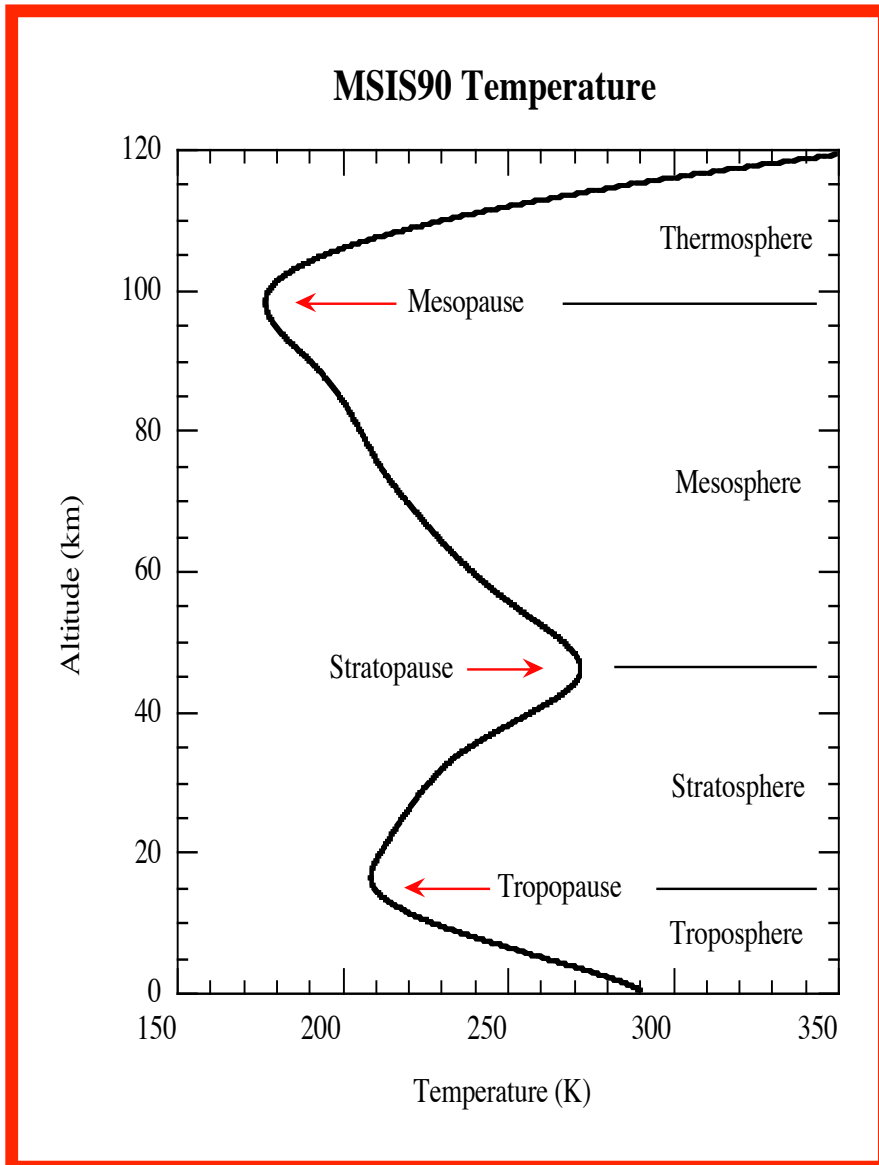 MSIS90 Temperature
120
Thermosphere
100
Mesopause
80
Mesosphere
Altitude (km)
60
Stratopause
40
Stratosphere
20
Tropopause
Troposphere
0
150 200 250 300 350
Temperature (K)